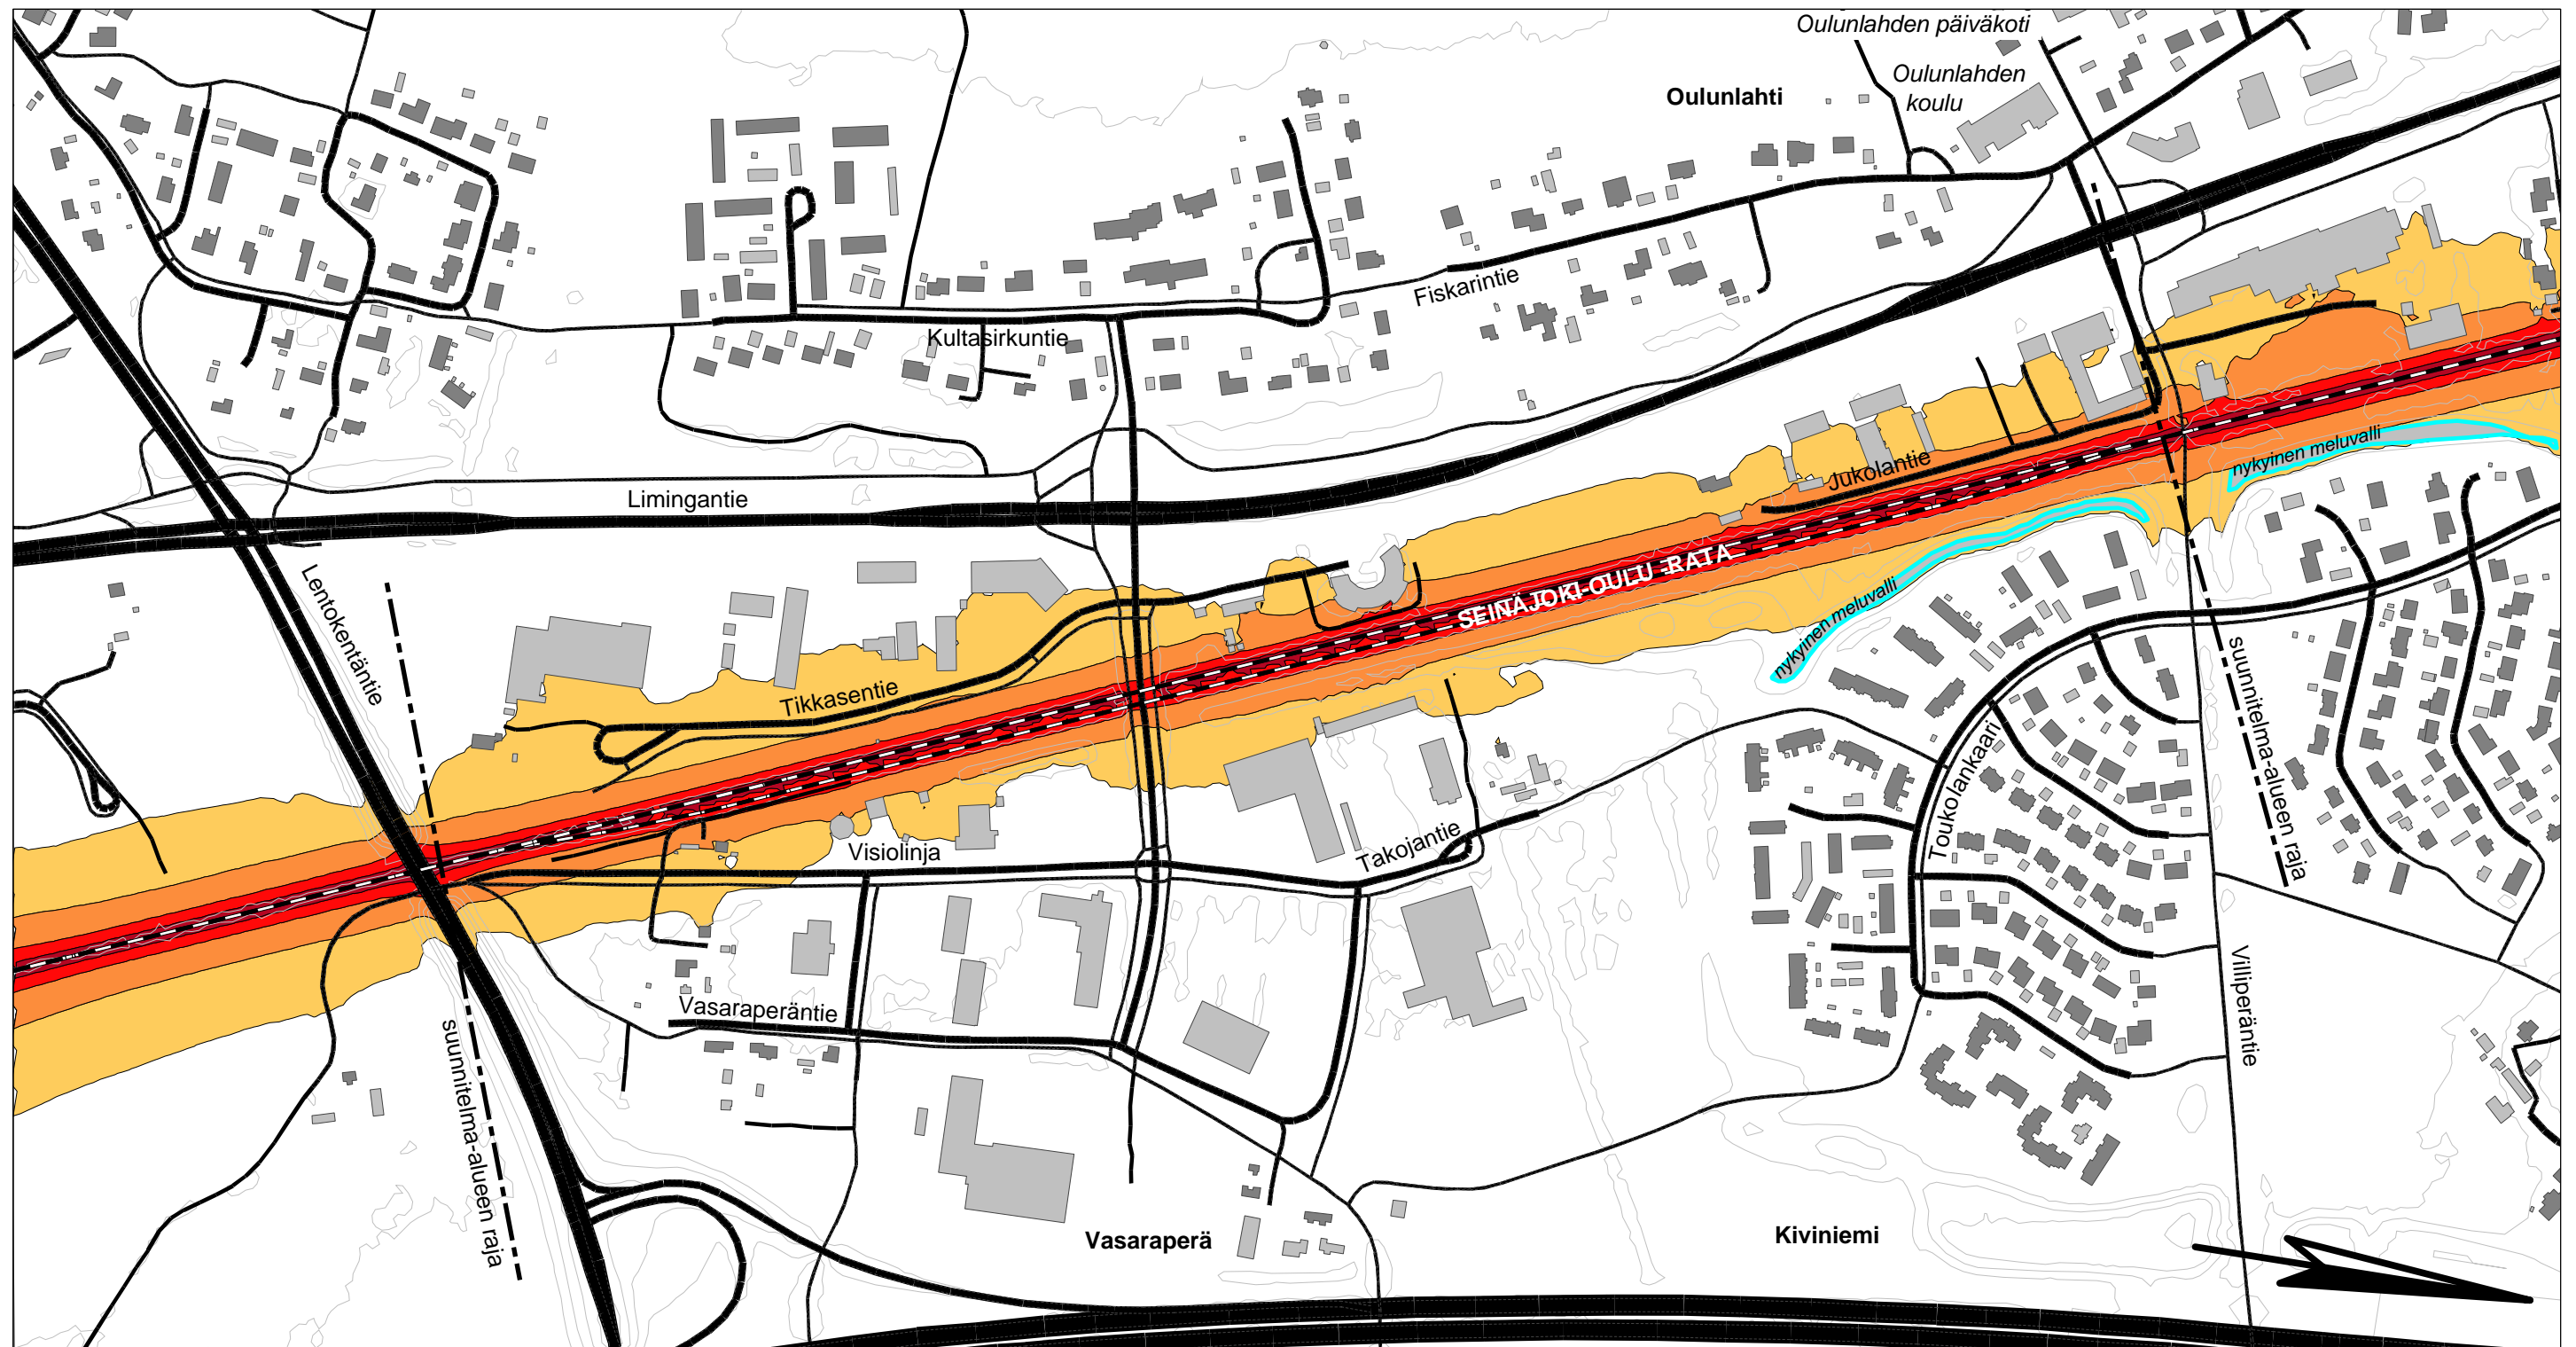 Oulunlahden päiväkoti
Oulunlahden
koulu
Oulunlahti
Fiskarintie
Kultasirkuntie
Limingantie
Jukolantie
nykyinen meluvalli
Lentokentäntie
SEINÄJOKI-OULU -RATA
nykyinen meluvalli
Tikkasentie
suunnitelma-alueen raja
Toukolankaari
Visiolinja
Takojantie
Vasaraperäntie
Viiliperäntie
suunnitelma-alueen raja
Vasaraperä
Kiviniemi